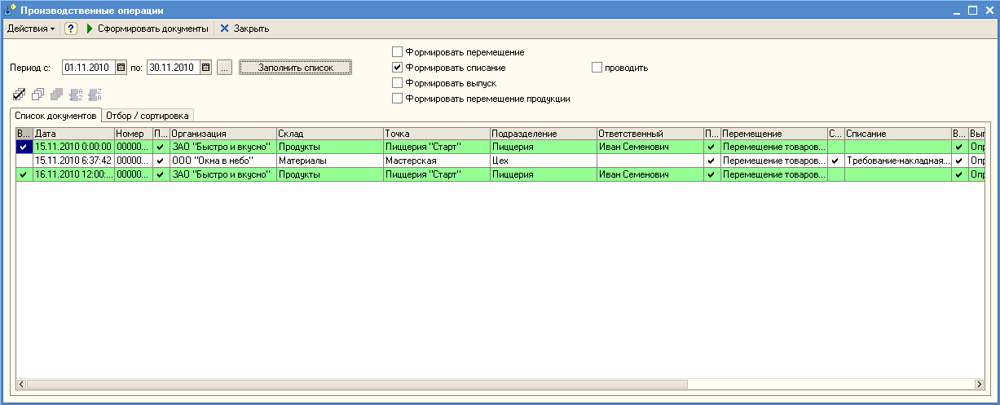 Производственные операции
Действия ? Сформировать документы Закрыть
Формировать перемещение
Период с: 01.11.2010 по: 30.11.2010 ... Заполнить список Формировать списание проводить
Формировать выпуск
Формировать перемещение продукции
Список документов Отбор / сортировка
В... Дата Номер П... Организация Склад Точка Подразделение Ответственный П... Перемещение С... Списание В... Вып
15.11.2010 0:00:00 00000... ЗАО "Быстро и вкусно" Продукты Пиццерия "Старт" Пиццерия Иван Семенович Перемещение товаров... Опр
15.11.2010 6:37:42 00000... ООО "Окна в небо" Материалы Мастерская Цех Перемещение товаров... Требование-накладная... Опр
16.11.2010 12:00:... 00000... ЗАО "Быстро и вкусно" Продукты Пиццерия "Старт" Пиццерия Иван Семенович Перемещение товаров... Опр